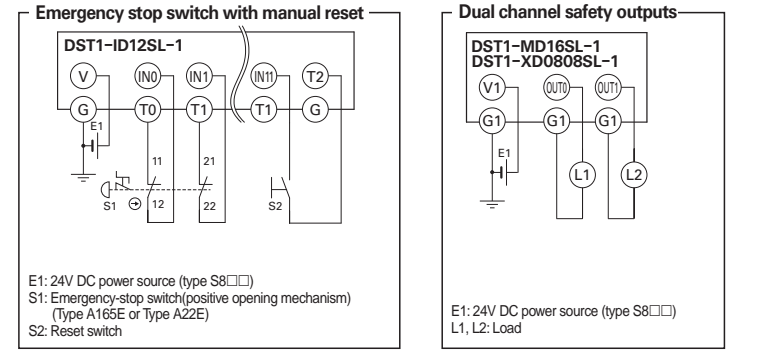 Emergency stop switch with manual reset
DST1-ID12SL-1
V IN0 IN1 IN11 T2
G T0 T1 T1 G
E1
11 21
S1 12 22 S2
E1: 24V DC power source (type S8□□)
S1: Emergency-stop switch(positive opening mechanism)
(Type A165E or Type A22E)
S2: Reset switch
Dual channel safety outputs
DST1-MD16SL-1
DST1-XD0808SL-1
V1 OUT0 OUT1
G1 G1 G1
E1
L1 L2
E1: 24V DC power source (type S8□□)
L1, L2: Load